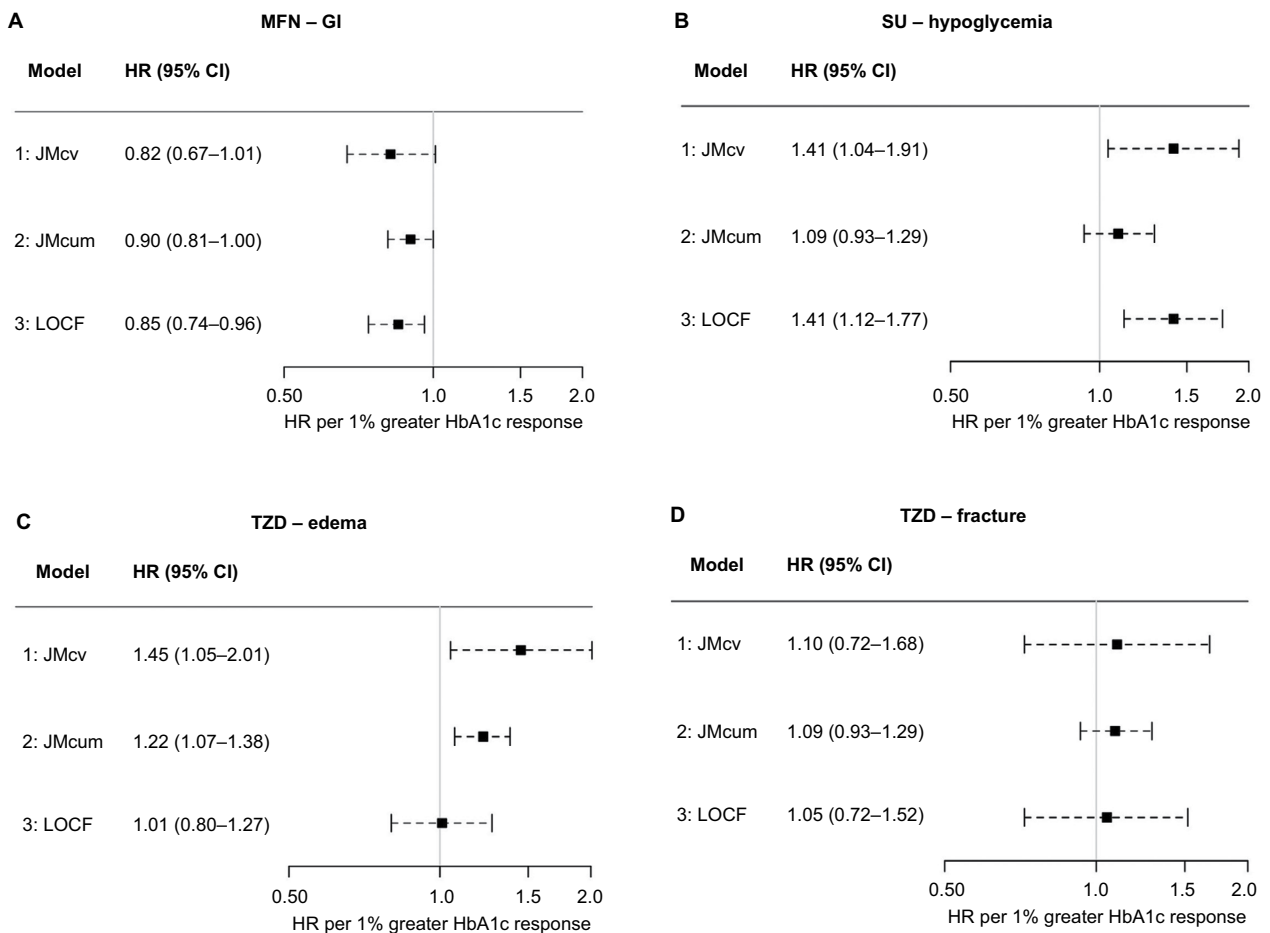 A
MFN – GI
Model HR (95% CI)
1: JMcv 0.82 (0.67–1.01)
2: JMcum 0.90 (0.81–1.00)
3: LOCF 0.85 (0.74–0.96)
0.50 1.0 1.5 2.0
HR per 1% greater HbA1c response
B
SU – hypoglycemia
Model HR (95% CI)
1: JMcv 1.41 (1.04–1.91)
2: JMcum 1.09 (0.93–1.29)
3: LOCF 1.41 (1.12–1.77)
0.50 1.0 1.5 2.0
HR per 1% greater HbA1c response
C
TZD – edema
Model HR (95% CI)
1: JMcv 1.45 (1.05–2.01)
2: JMcum 1.22 (1.07–1.38)
3: LOCF 1.01 (0.80–1.27)
0.50 1.0 1.5 2.0
HR per 1% greater HbA1c response
D
TZD – fracture
Model HR (95% CI)
1: JMcv 1.10 (0.72–1.68)
2: JMcum 1.09 (0.93–1.29)
3: LOCF 1.05 (0.72–1.52)
0.50 1.0 1.5 2.0
HR per 1% greater HbA1c response